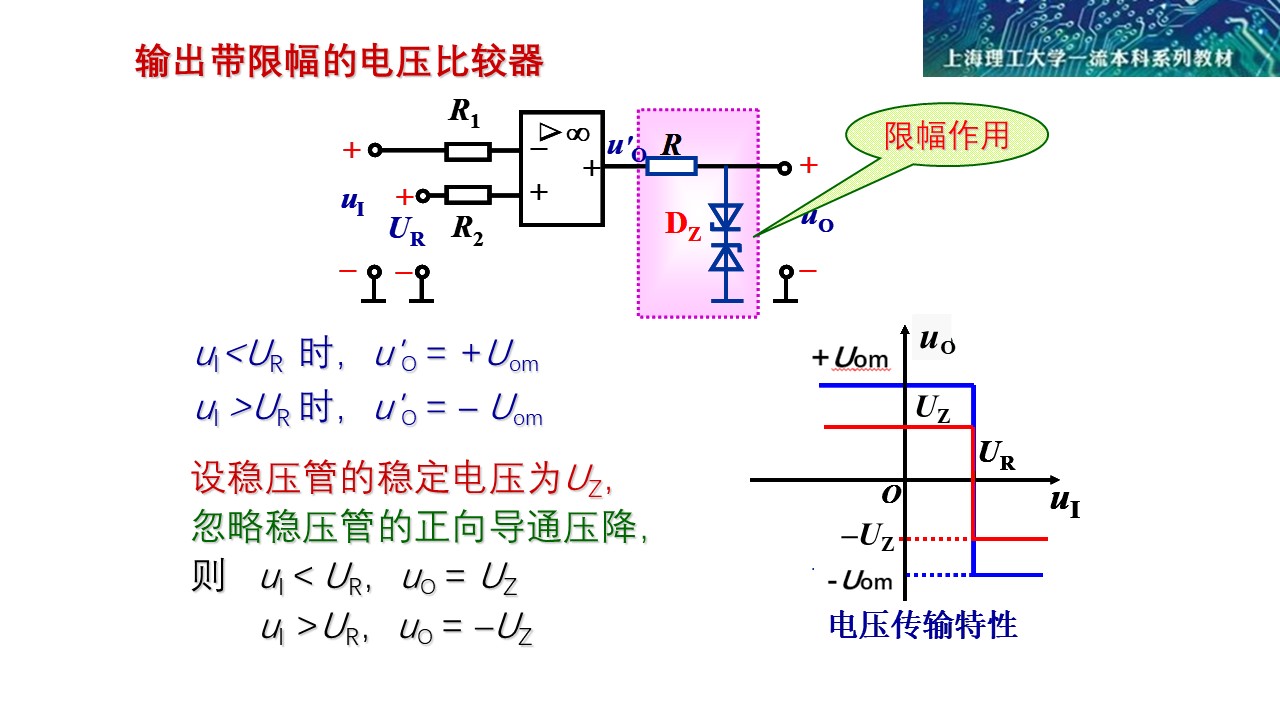 输出带限幅的电压比较器
上海理工大学一流本科系列教材
R1
▷∞
−
+
u′O
R
+
限幅作用
+
+
+
uI
UR
R2
DZ
uO
−
−
−
uI<UR 时, u′O = +Uom
uI >UR 时, u′O = – Uom
设稳压管的稳定电压为UZ,
忽略稳压管的正向导通压降,
则 uI < UR, uO = UZ
uI >UR, uO = –UZ
uO
+Uom
UZ
UR
O
uI
–UZ
-Uom
电压传输特性